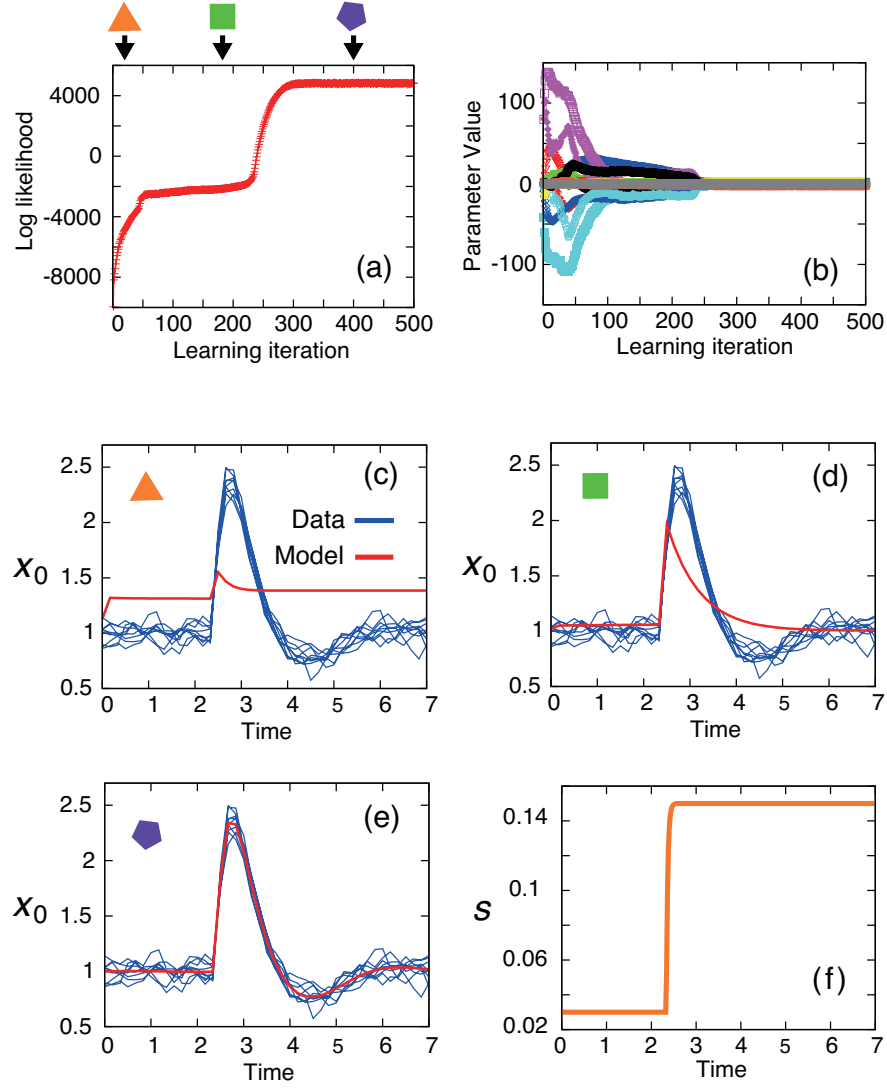 4000
0
-4000
-8000
Log likelihood
(a)
0 100 200 300 400 500
Learning iteration
100
0
-100
Parameter Value
(b)
0 100 200 300 400 500
Learning iteration
2.5
2
1.5
1
0.5
x0
(c)
Data
Model
0 1 2 3 4 5 6 7
Time
2.5
2
1.5
1
0.5
x0
(d)
0 1 2 3 4 5 6 7
Time
2.5
2
1.5
1
0.5
x0
(e)
0 1 2 3 4 5 6 7
Time
0.14
0.1
0.06
0.02
s
(f)
0 1 2 3 4 5 6 7
Time